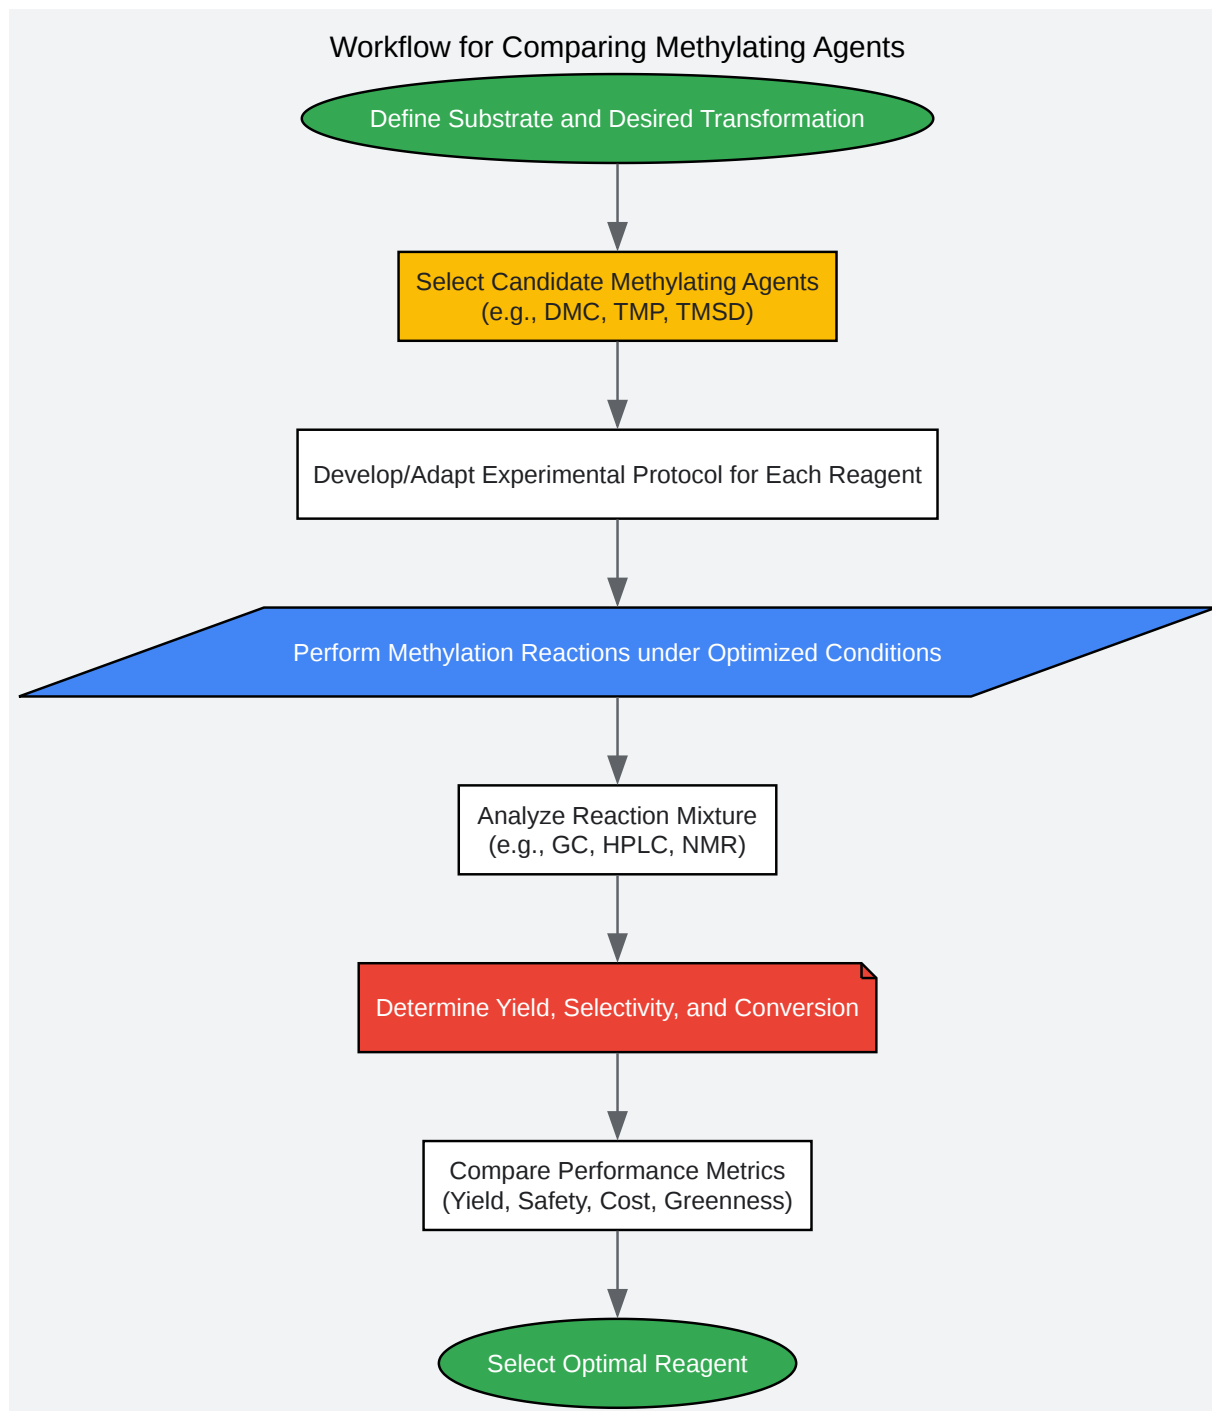 Workflow for Comparing Methylating Agents
Define Substrate and Desired Transformation
Select Candidate Methylating Agents
(e.g., DMC, TMP, TMSD)
Develop/Adapt Experimental Protocol for Each Reagent
Perform Methylation Reactions under Optimized Conditions
Analyze Reaction Mixture
(e.g., GC, HPLC, NMR)
Determine Yield, Selectivity, and Conversion
Compare Performance Metrics
(Yield, Safety, Cost, Greenness)
Select Optimal Reagent